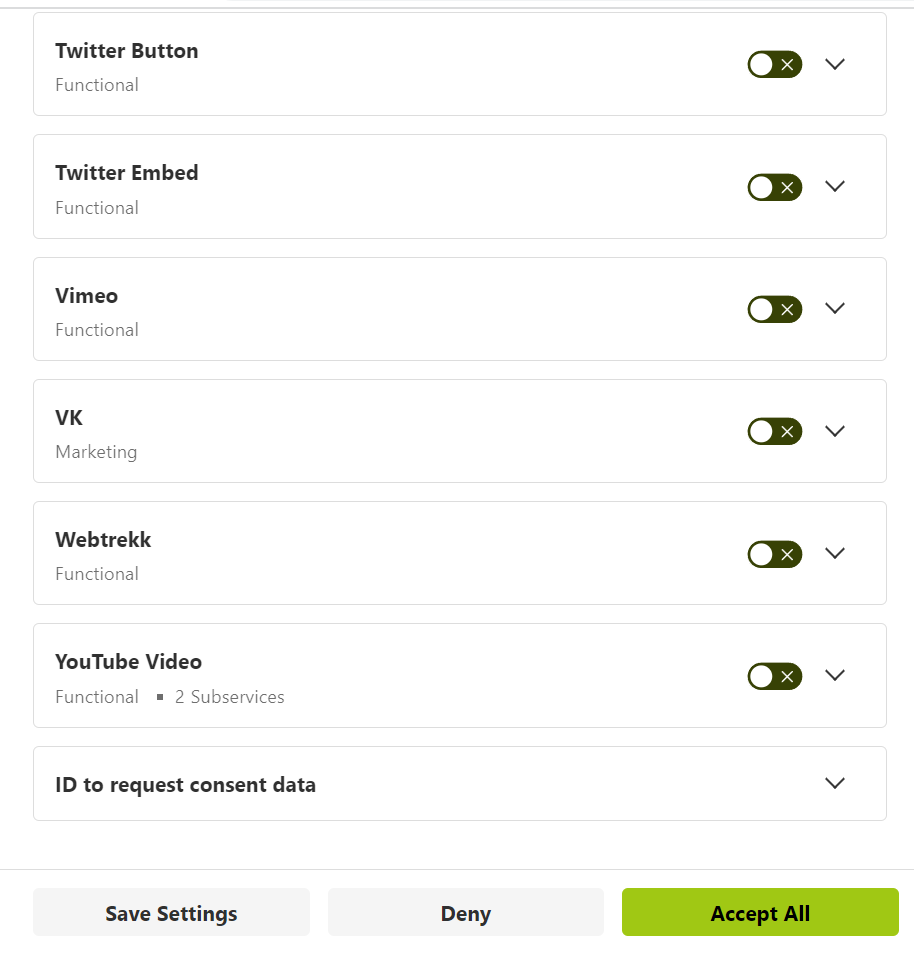 Twitter Button
Functional
Twitter Embed
Functional
Vimeo
Functional
VK
Marketing
Webtrekk
Functional
YouTube Video
Functional ▪ 2 Subservices
ID to request consent data
Save Settings Deny Accept All